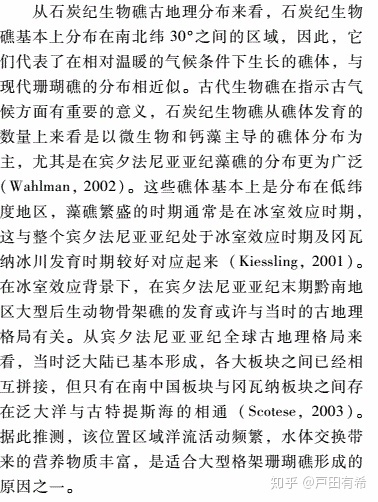 从石炭纪生物礁古地理分布来看，石炭纪生物
礁基本上分布在南北纬 30°之间的区域，因此，它
们代表了在相对温暖的气候条件下生长的礁体，与
现代珊瑚礁的分布相近似。古代生物礁在指示古气
候方面有重要的意义，石炭纪生物礁从礁体发育的
数量上来看是以微生物和钙藻主导的礁体分布为
主，尤其是在宾夕法尼亚亚纪藻礁的分布更为广泛
(Wahlman, 2002)。这些礁体基本上是分布在低纬
度地区，藻礁繁盛的时期通常是在冰室效应时期，
这与整个宾夕法尼亚亚纪处于冰室效应时期及冈瓦
纳冰川发育时期较好对应起来（Kiessling, 2001）。
在冰室效应背景下，在宾夕法尼亚亚纪末期黔南地
区大型后生动物骨架礁的发育或许与当时的古地理
格局有关。从宾夕法尼亚亚纪全球古地理格局来
看，当时泛大陆已基本形成，各大板块之间已经相
互拼接，但只有在南中国板块与冈瓦纳板块之间存
在泛大洋与古特提斯海的相通（Scotese, 2003）。
据此推测，该位置区域洋流活动频繁，水体交换带
来的营养物质丰富，是适合大型格架珊瑚礁形成的
原因之一。
知乎 @戸田有希